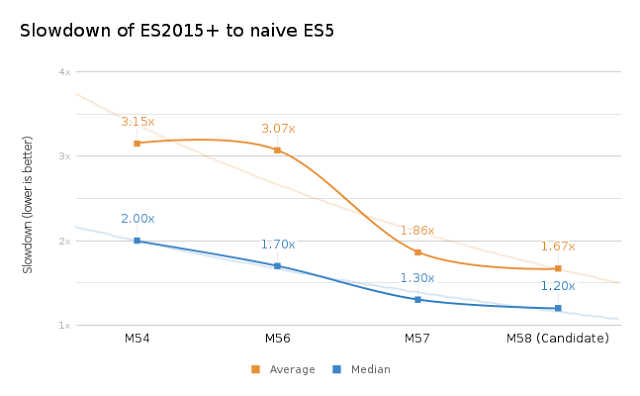 Slowdown of ES2015+ to naive ES5
4x
3.15x
3.07x
3x
2.00x
1.86x
2x
1.70x
1.67x
1.30x
1.20x
1x
Slowdown (lower is better)
M54
M56
M57
M58 (Candidate)
Average
Median